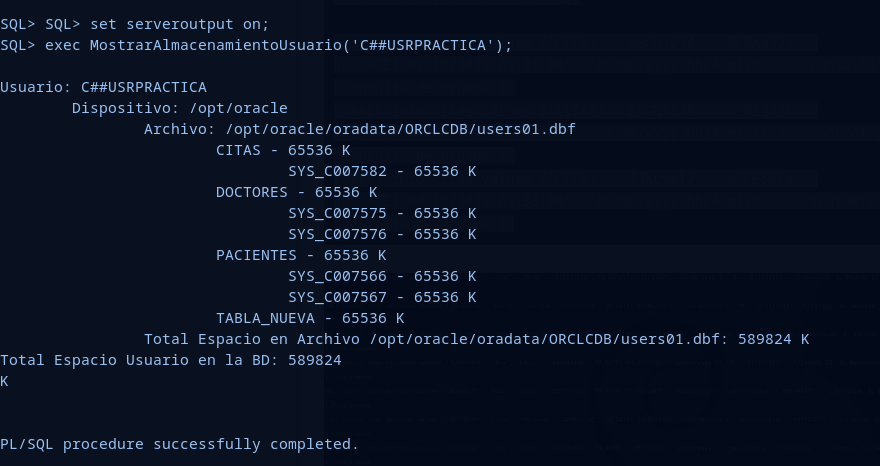 SQL> SQL> set serveroutput on;
SQL> exec MostrarAlmacenamientoUsuario('C##USRPRACTICA');
Usuario: C##USRPRACTICA
Dispositivo: /opt/oracle
Archivo: /opt/oracle/oradata/ORCLCDB/users01.dbf
CITAS - 65536 K
SYS_C007582 - 65536 K
DOCTORES - 65536 K
SYS_C007575 - 65536 K
SYS_C007576 - 65536 K
PACIENTES - 65536 K
SYS_C007566 - 65536 K
SYS_C007567 - 65536 K
TABLA_NUEVA - 65536 K
Total Espacio en Archivo /opt/oracle/oradata/ORCLCDB/users01.dbf: 589824 K
Total Espacio Usuario en la BD: 589824
K
PL/SQL procedure successfully completed.